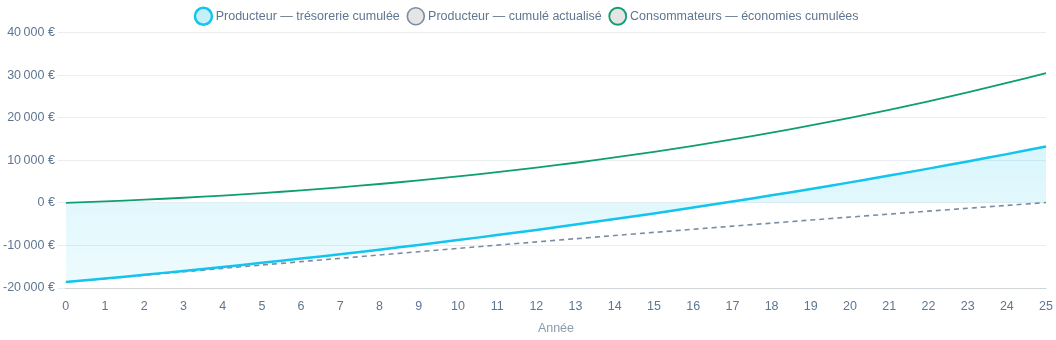 Producteur — trésorerie cumulée Producteur — cumulé actualisé Consommateurs — économies cumulées
40 000 €
30 000 €
20 000 €
10 000 €
0 €
-10 000 €
-20 000 €
0 1 2 3 4 5 6 7 8 9 10 11 12 13 14 15 16 17 18 19 20 21 22 23 24 25
Année